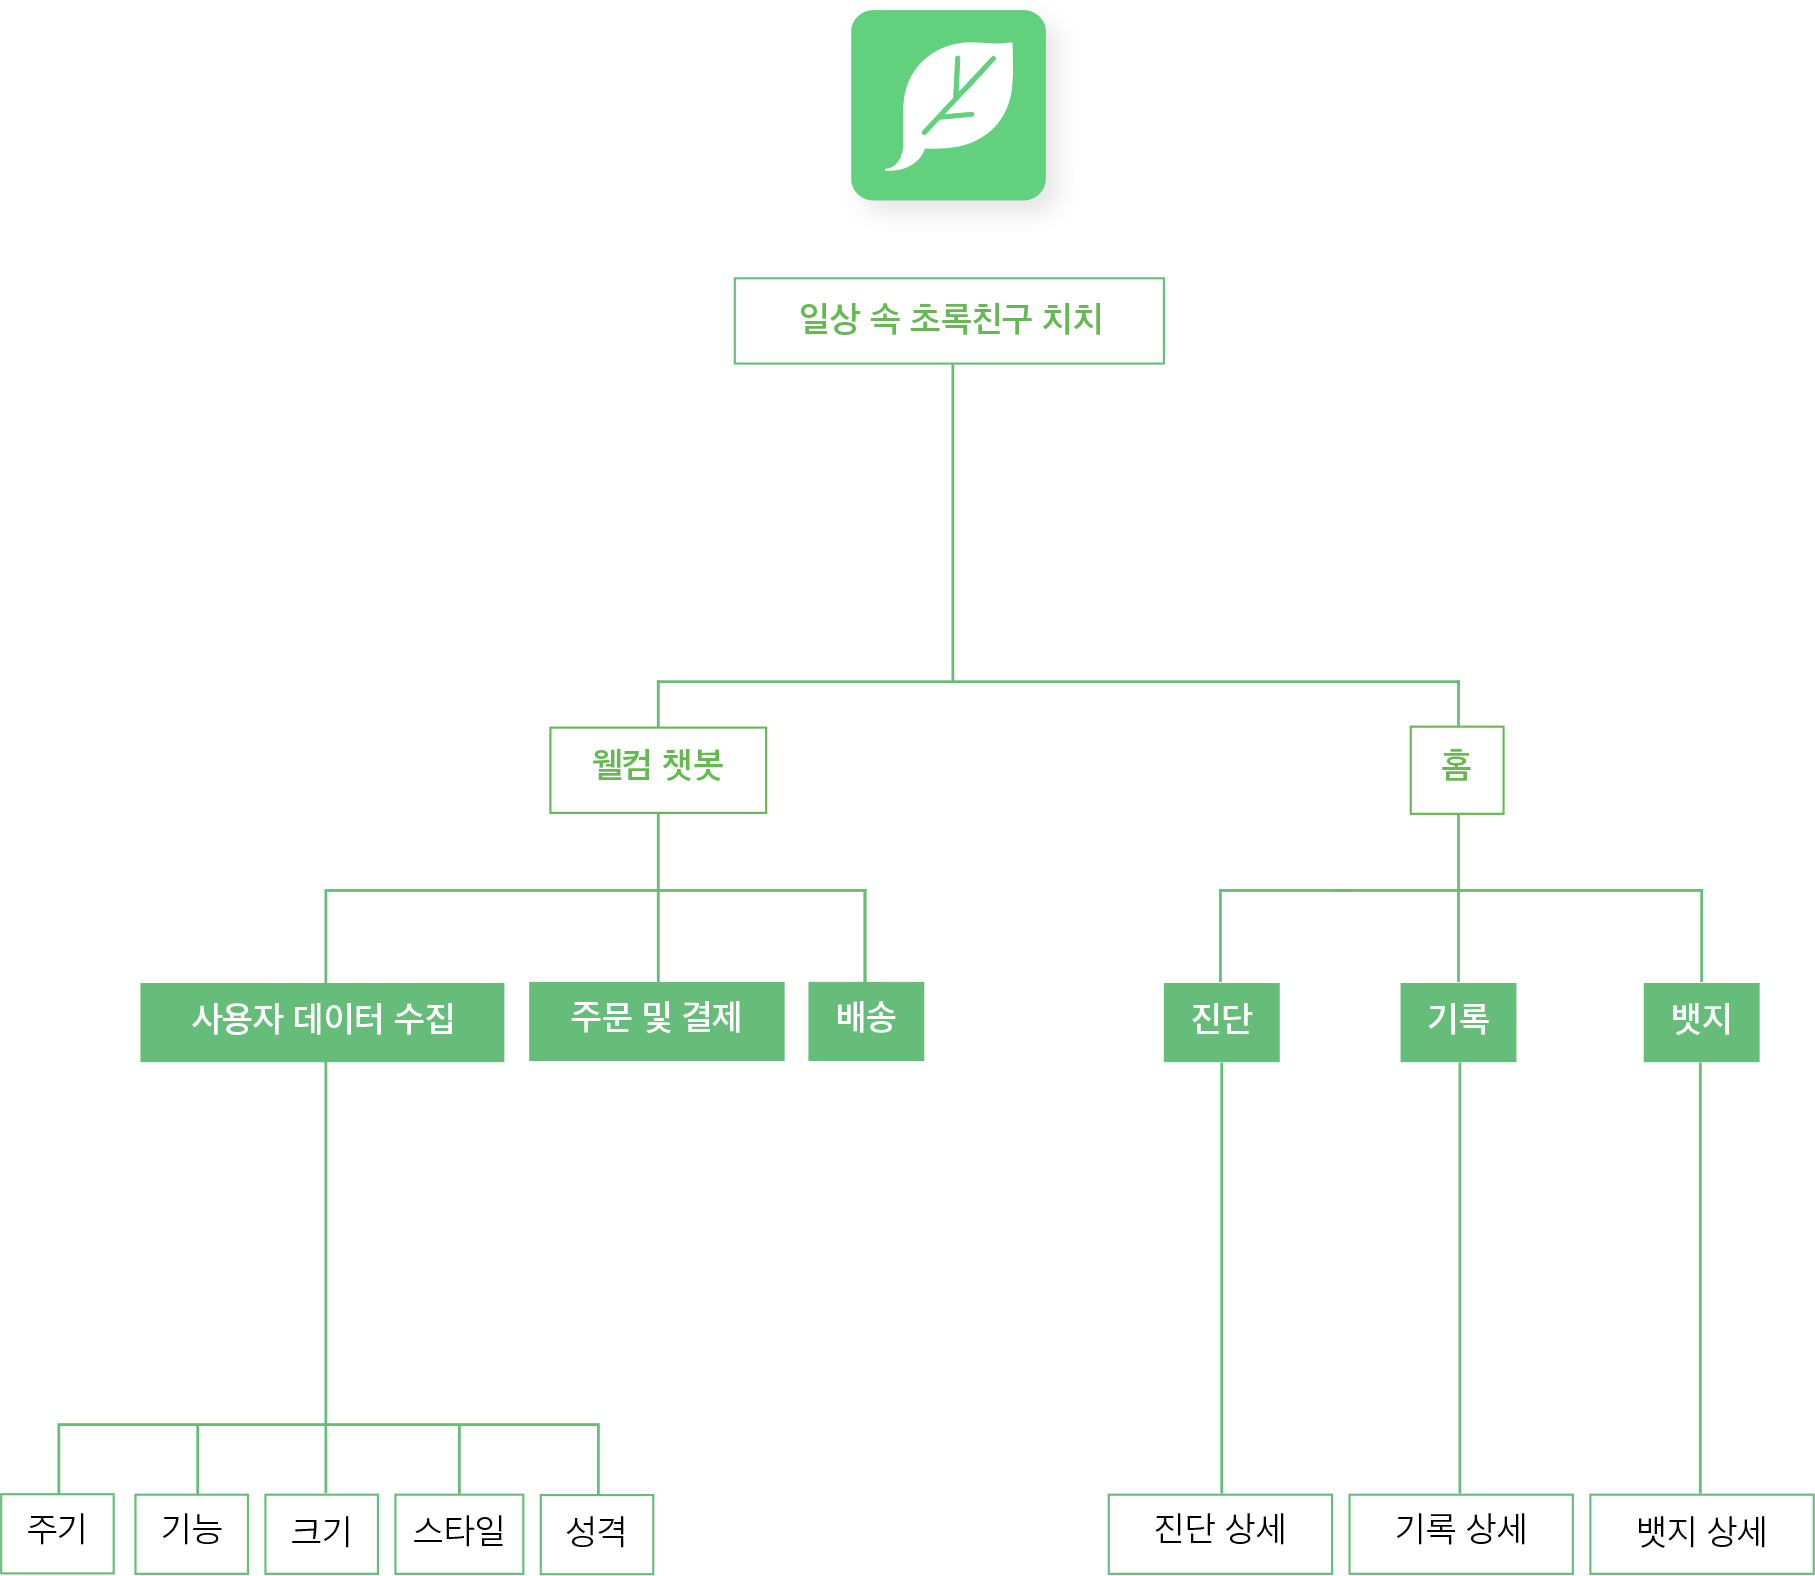 일상 속 초록친구 치치
웰컴 챗봇
홈
사용자 데이터 수집
주문 및 결제
배송
진단
기록
뱃지
주기
기능
크기
스타일
성격
진단 상세
기록 상세
뱃지 상세